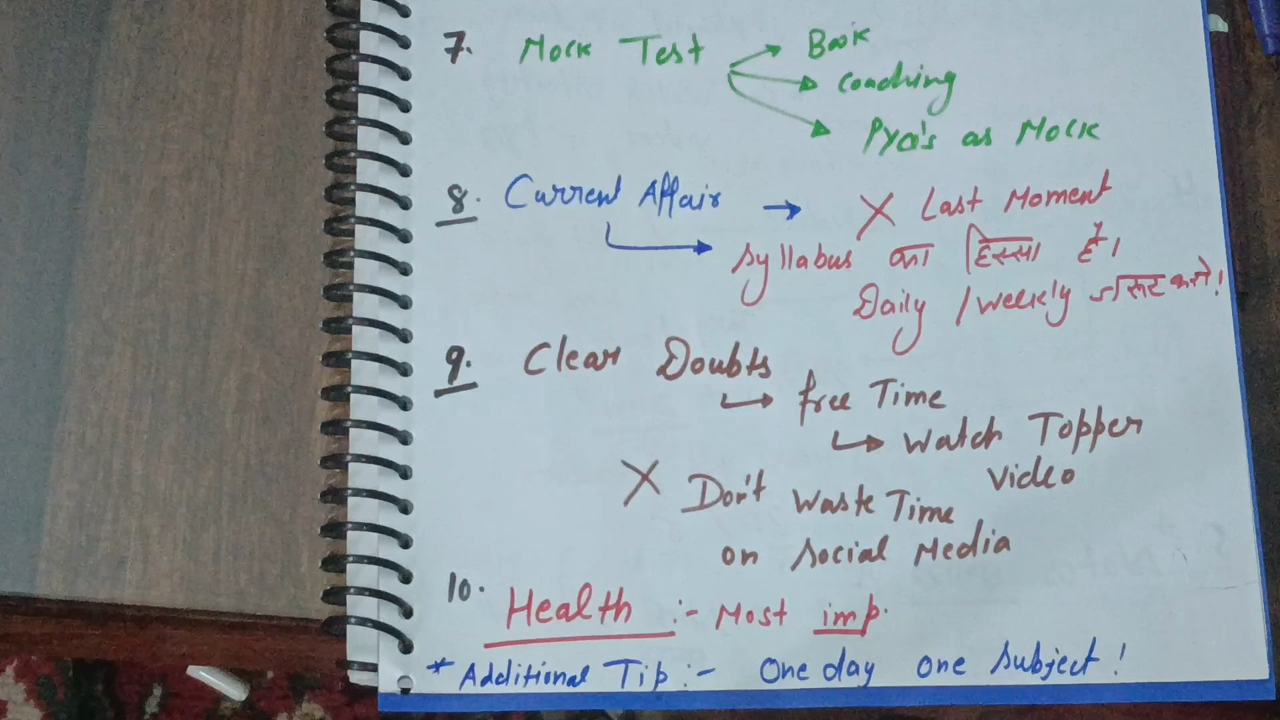 7. Mock Test → Book
→ Coaching
→ PYQ's as Mock
8. Current Affair → X Last Moment
→ syllabus का हिस्सा है।
Daily / weekly जरूर करने!
9. Clear Doubts
→ free Time
→ Watch Topper
video
X Don't Waste Time
on social Media
10. Health :- Most imp.
* Additional Tip :- One day one subject!